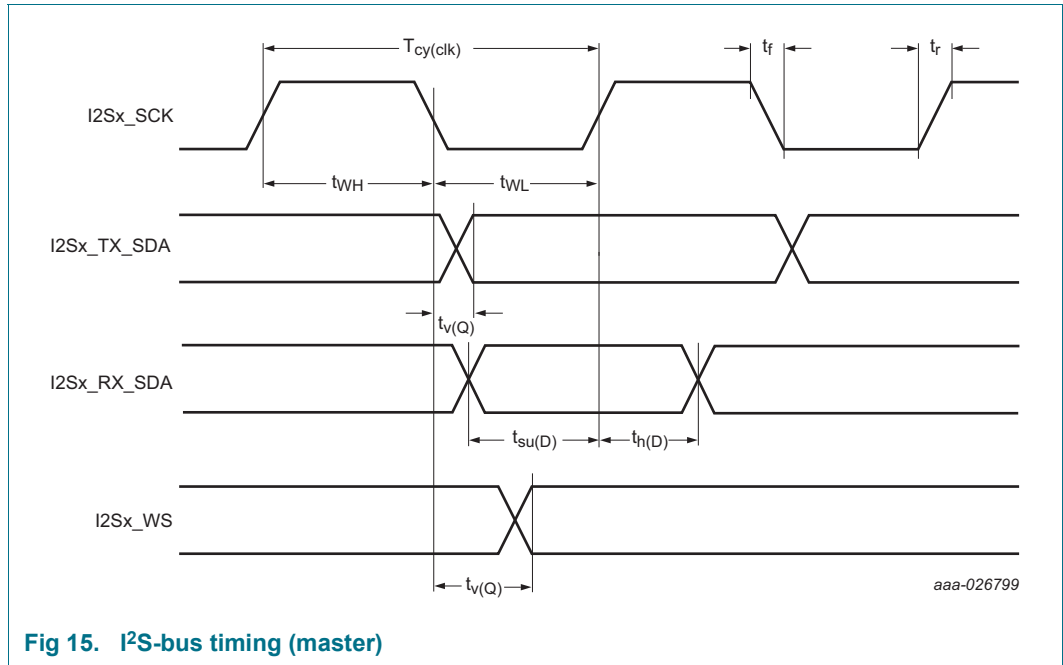 Tcy(clk)
tf
tr
I2Sx_SCK
tWH
tWL
I2Sx_TX_SDA
tv(Q)
I2Sx_RX_SDA
tsu(D)
th(D)
I2Sx_WS
tv(Q)
aaa-026799
Fig 15. I²S-bus timing (master)